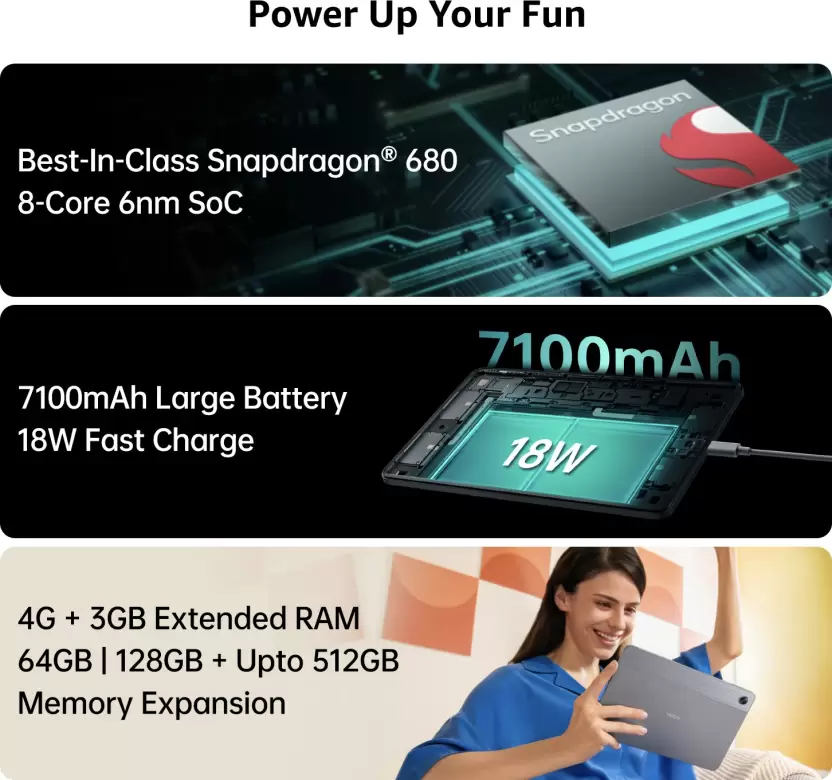 Power Up Your Fun
Best-In-Class Snapdragon® 680
8-Core 6nm SoC
Snapdragon
7100mAh Large Battery
18W Fast Charge
7100mAh
18W
4G + 3GB Extended RAM
64GB | 128GB + Upto 512GB
Memory Expansion